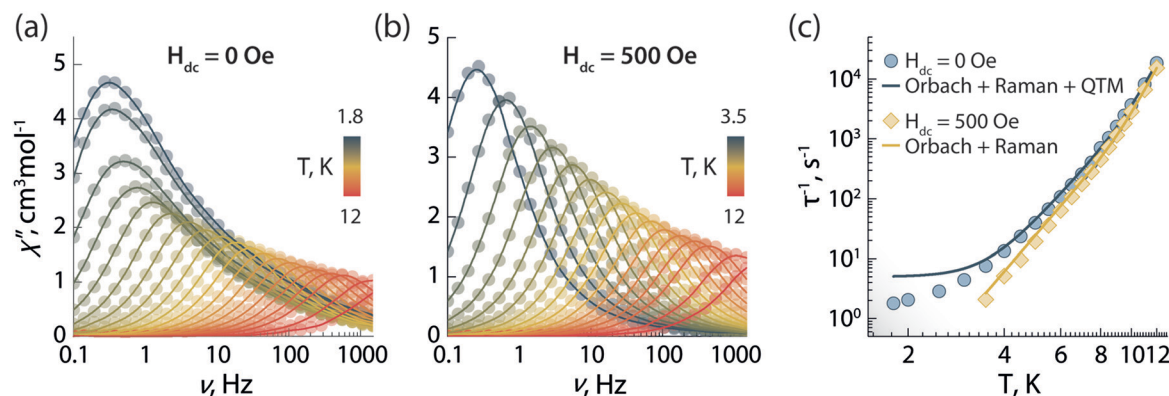 (a)
H_dc = 0 Oe
5
4
3
2
1
0
χ″, cm³mol⁻¹
1.8
T, K
12
0.1 1 10 100 1000
ν, Hz
(b)
H_dc = 500 Oe
5
4
3
2
1
0
3.5
T, K
12
0.1 1 10 100 1000
ν, Hz
(c)
H_dc = 0 Oe
Orbach + Raman + QTM
H_dc = 500 Oe
Orbach + Raman
10⁴
10³
10²
10¹
10⁰
τ⁻¹, s⁻¹
2 4 6 8 10 12
T, K